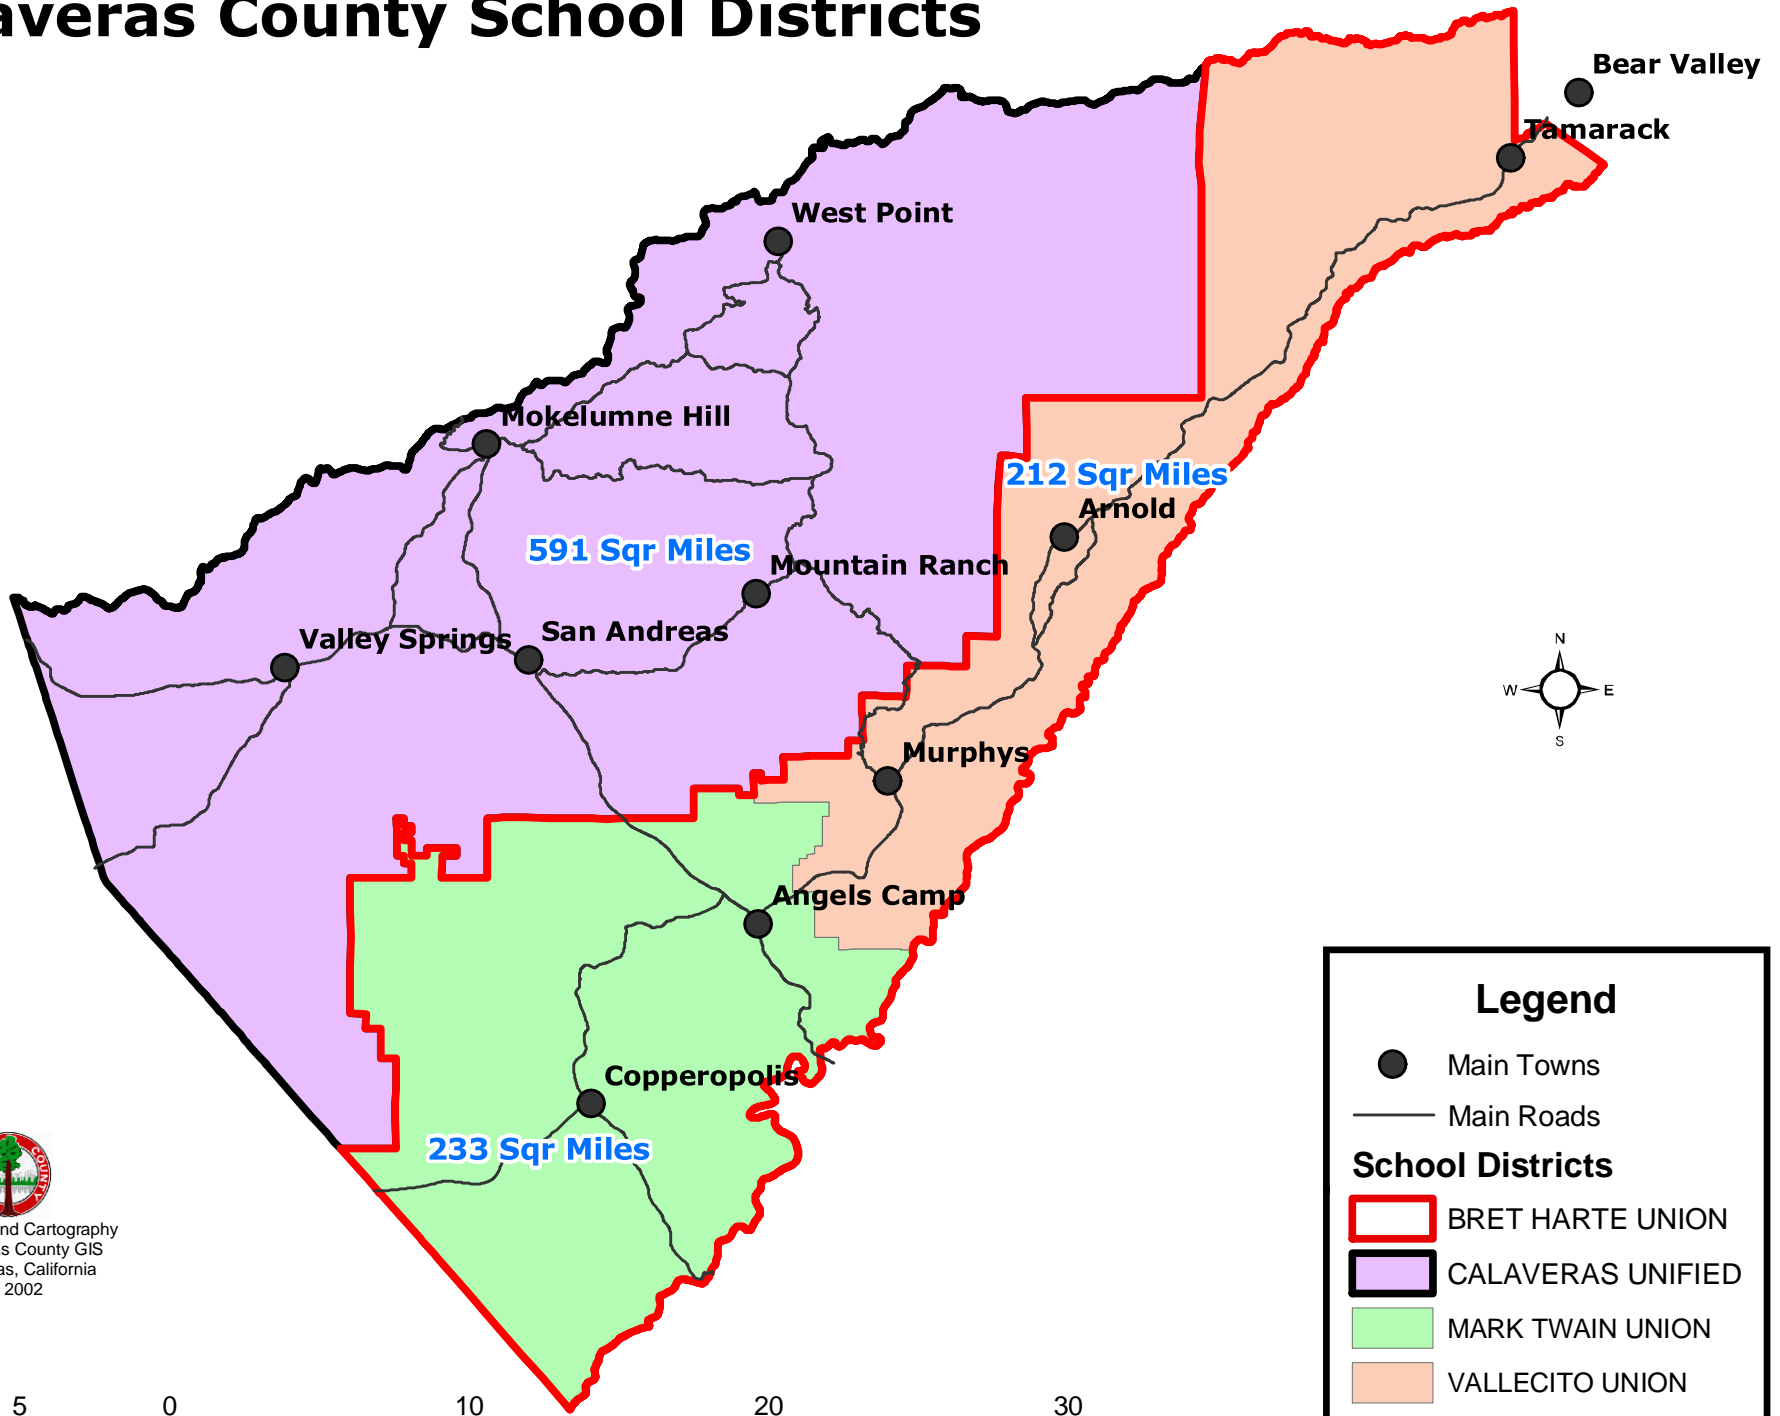 averas County School Districts
Bear Valley
Tamarack
West Point
Mokelumne Hill
212 Sqr Miles
Arnold
591 Sqr Miles
Mountain Ranch
Valley Springs
San Andreas
N
W
E
S
Murphys
Angels Camp
Copperopolis
233 Sqr Miles
Legend
Main Towns
Main Roads
School Districts
BRET HARTE UNION
CALAVERAS UNIFIED
MARK TWAIN UNION
VALLECITO UNION
COUNTY
nd Cartography
s County GIS
as, California
2002
5 0 10 20 30